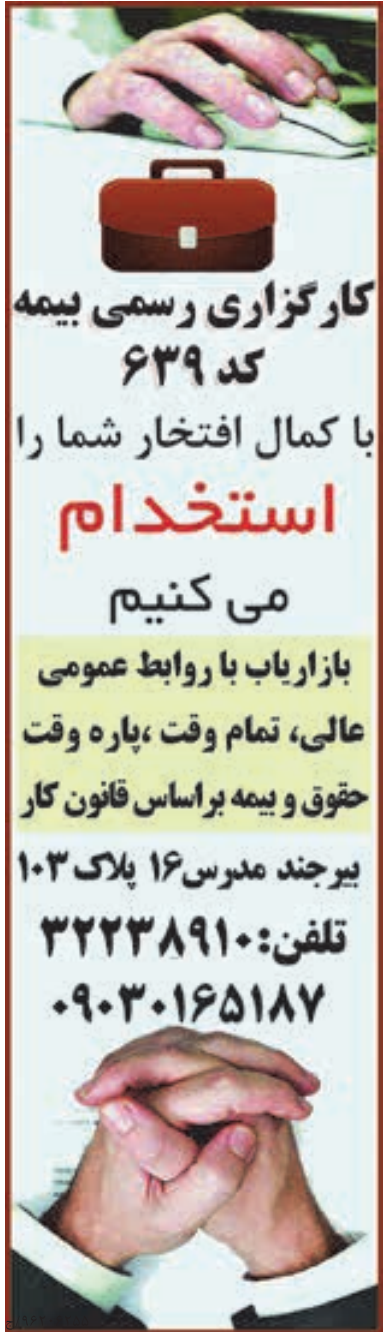 کارگزاری رسمی بیمه
کد ۶۳۹
با کمال افتخار شما را
استخدام
می کنیم
بازاریاب با روابط عمومی
عالی، تمام وقت ،پاره وقت
حقوق و بیمه براساس قانون کار
بیرجند مدرس۱۶ پلاک ۱۰۳
تلفن:۳۲۲۳۸۹۱۰
۰۹۰۳۰۱۶۵۱۸۷